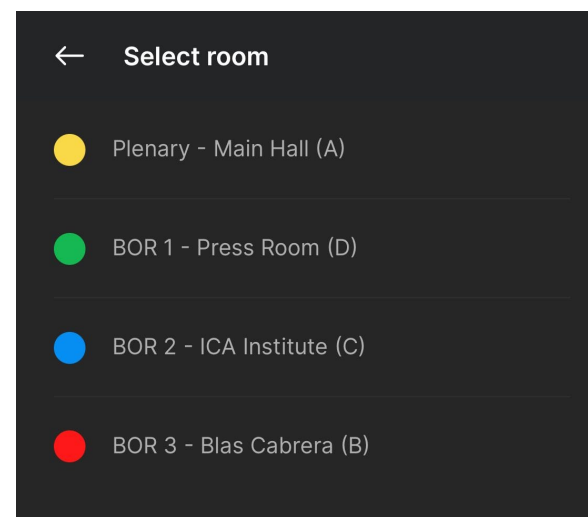 Select room
Plenary - Main Hall (A)
BOR 1 - Press Room (D)
BOR 2 - ICA Institute (C)
BOR 3 - Blas Cabrera (B)